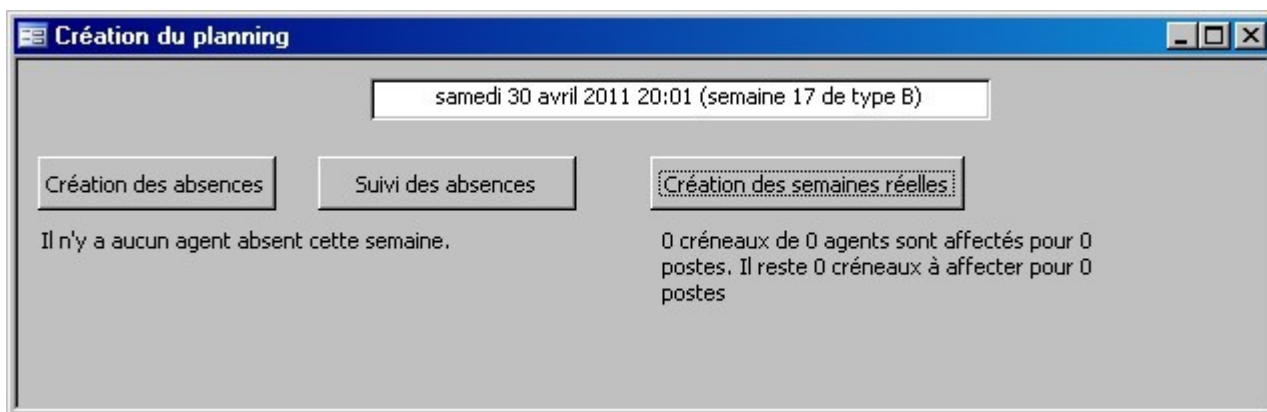 Création du planning
samedi 30 avril 2011 20:01 (semaine 17 de type B)
Création des absences
Suivi des absences
Création des semaines réelles
Il n'y a aucun agent absent cette semaine.
0 créneaux de 0 agents sont affectés pour 0
postes. Il reste 0 créneaux à affecter pour 0
postes